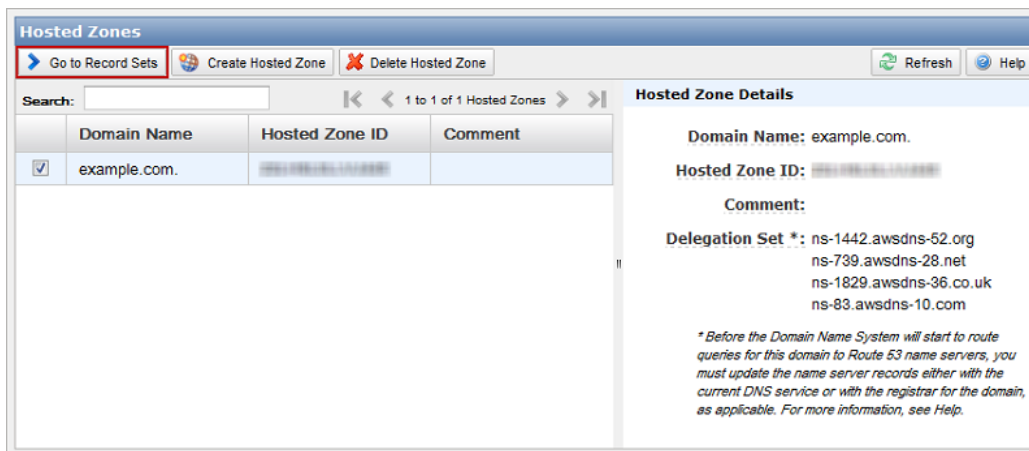 Hosted Zones
Go to Record Sets
Create Hosted Zone
Delete Hosted Zone
Refresh
Help
Search:
1 to 1 of 1 Hosted Zones
Domain Name
Hosted Zone ID
Comment
example.com.
Hosted Zone Details
Domain Name: example.com.
Hosted Zone ID:
Comment:
Delegation Set *: ns-1442.awsdns-52.org
ns-739.awsdns-28.net
ns-1829.awsdns-36.co.uk
ns-83.awsdns-10.com
* Before the Domain Name System will start to route
queries for this domain to Route 53 name servers, you
must update the name server records either with the
current DNS service or with the registrar for the domain,
as applicable. For more information, see Help.